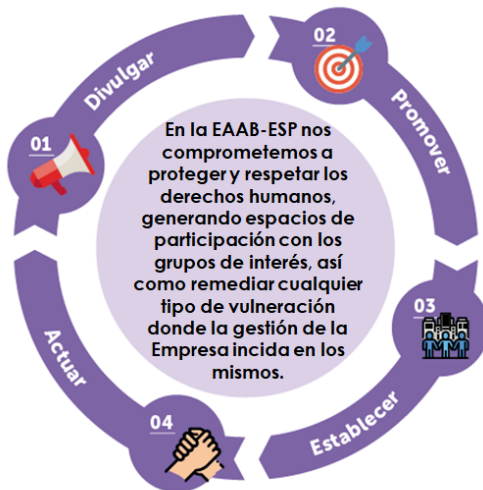 01
Divulgar
02
Promover
En la EAAB-ESP nos
comprometemos a
proteger y respetar los
derechos humanos,
generando espacios de
participación con los
grupos de interés, así
como remediar cualquier
tipo de vulneración
donde la gestión de la
Empresa incida en los
mismos.
03
Establecer
04
Actuar